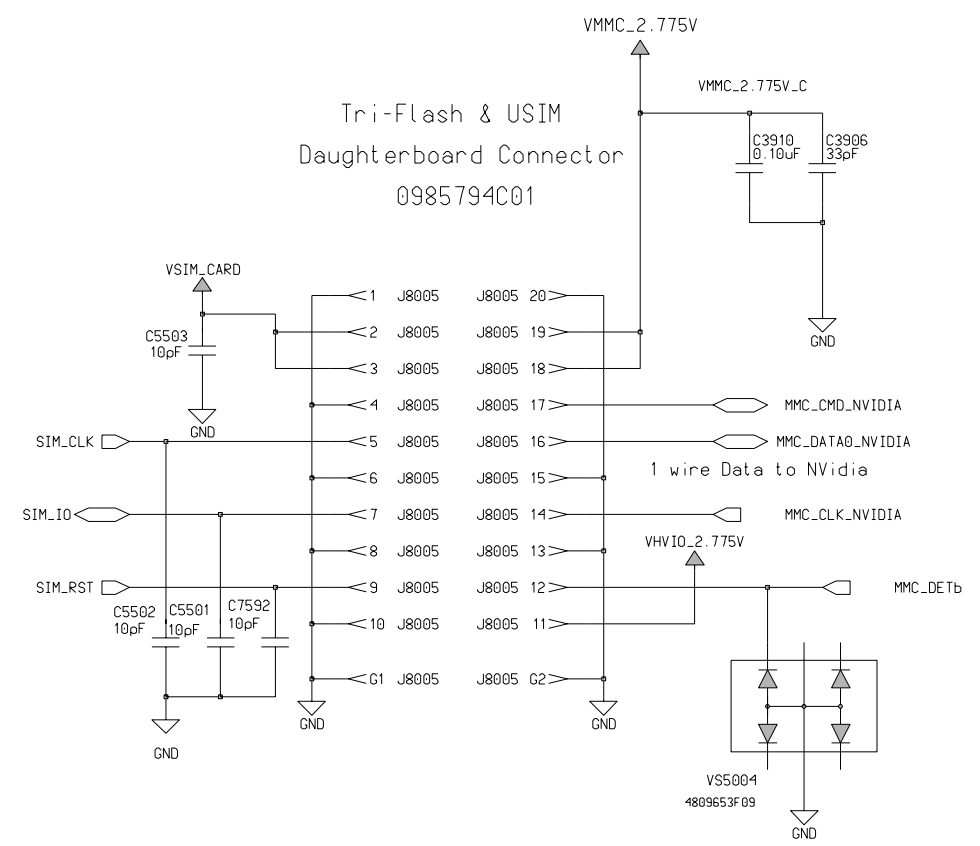 VMMC_2.775V
VMMC_2.775V_C
Tri-Flash & USIM
Daughterboard Connector
0985794C01
C3910
0.10uF
C3906
33pF
GND
VSIM_CARD
C5503
10pF
GND
1 J8005 J8005 20
2 J8005 J8005 19
3 J8005 J8005 18
4 J8005 J8005 17 MMC_CMD_NVIDIA
SIM_CLK 5 J8005 J8005 16 MMC_DATA0_NVIDIA
1 wire Data to NVidia
6 J8005 J8005 15
SIM_IO 7 J8005 J8005 14 MMC_CLK_NVIDIA
VHVIO_2.775V
8 J8005 J8005 13
SIM_RST 9 J8005 J8005 12 MMC_DETb
C5502
10pF
C5501
10pF
C7592
10pF
10 J8005 J8005 11
G1 J8005 J8005 G2
GND
GND
GND
VS5004
4809653F09
GND